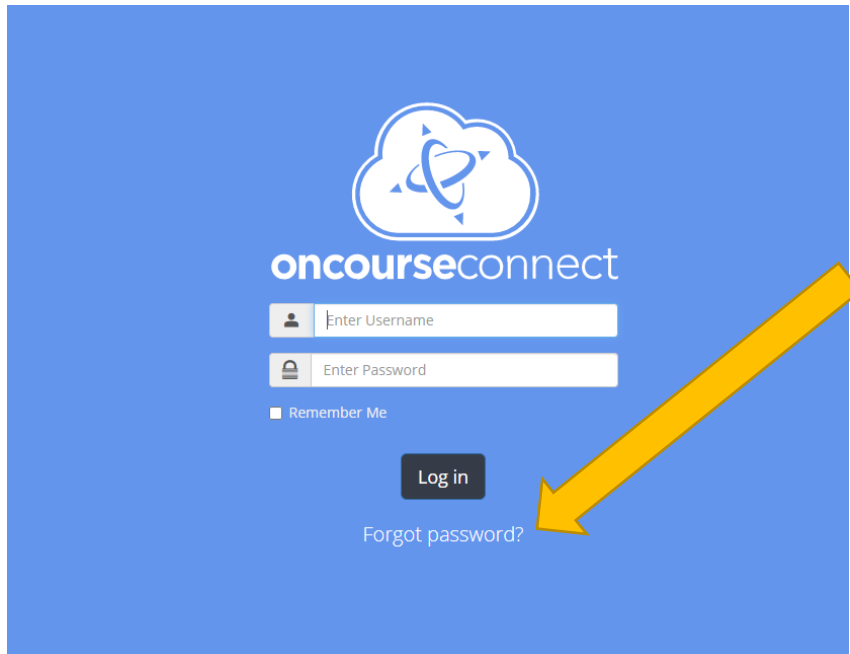 oncourseconnect
Enter Username
Enter Password
Remember Me
Log in
Forgot password?